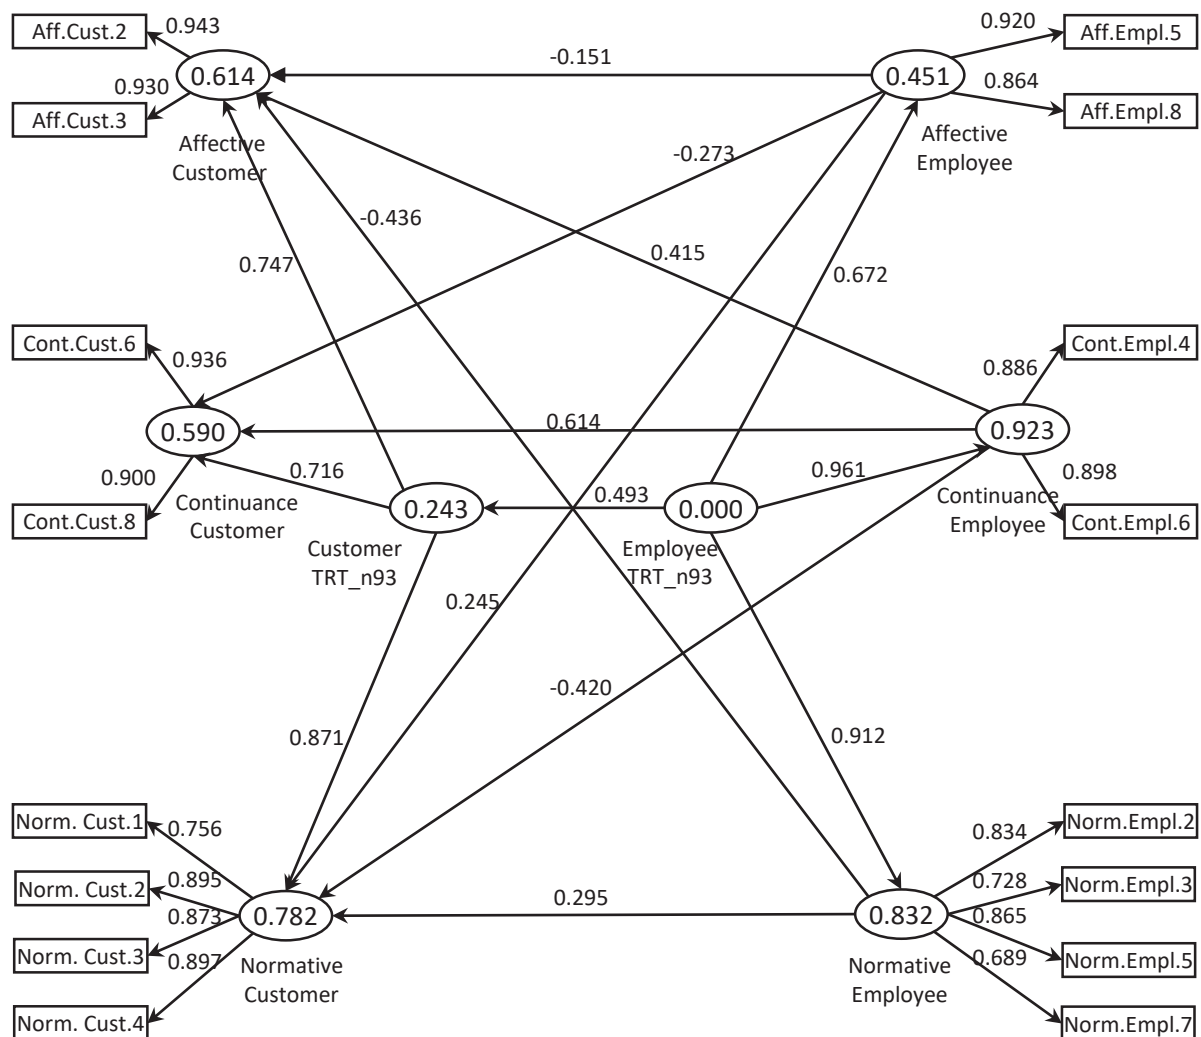 Aff.Cust.2
0.943
0.614
0.930
Aff.Cust.3
Affective
Customer
-0.151
0.920
Aff.Empl.5
0.451
0.864
Aff.Empl.8
Affective
Employee
-0.273
-0.436
0.415
0.747
0.672
Cont.Cust.6
0.936
0.590
0.900
Cont.Cust.8
Continuance
Customer
0.614
0.716
0.243
Customer
TRT_n93
0.493
0.000
Employee
TRT_n93
0.961
Cont.Empl.4
0.886
0.923
0.898
Continuance
Employee
Cont.Empl.6
0.245
-0.420
0.871
0.912
Norm. Cust.1
0.756
Norm. Cust.2
0.895
0.873
0.782
Norm. Cust.3
0.897
Norm. Cust.4
Normative
Customer
0.295
0.832
Normative
Employee
0.834
Norm.Empl.2
0.728
Norm.Empl.3
0.865
Norm.Empl.5
0.689
Norm.Empl.7